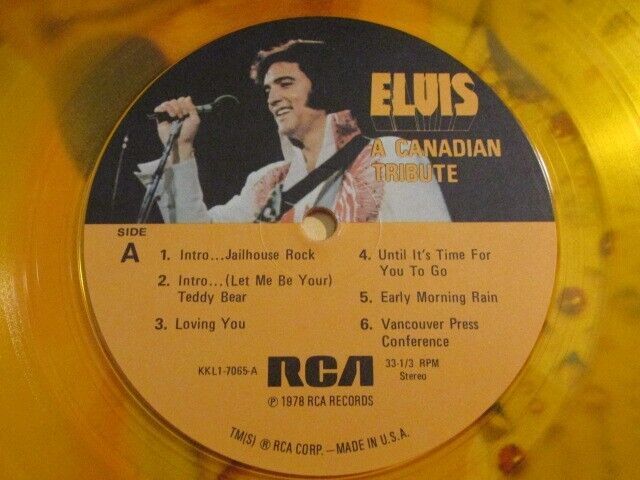 ELVIS
A CANADIAN
TRIBUTE
SIDE
A
1. Intro...Jailhouse Rock
2. Intro...(Let Me Be Your)
Teddy Bear
3. Loving You
4. Until It's Time For
You To Go
5. Early Morning Rain
6. Vancouver Press
Conference
KKL1-7065-A
RCA
33-1/3 RPM
Stereo
℗ 1978 RCA RECORDS
TM(S) ® RCA CORP. — MADE IN U.S.A.